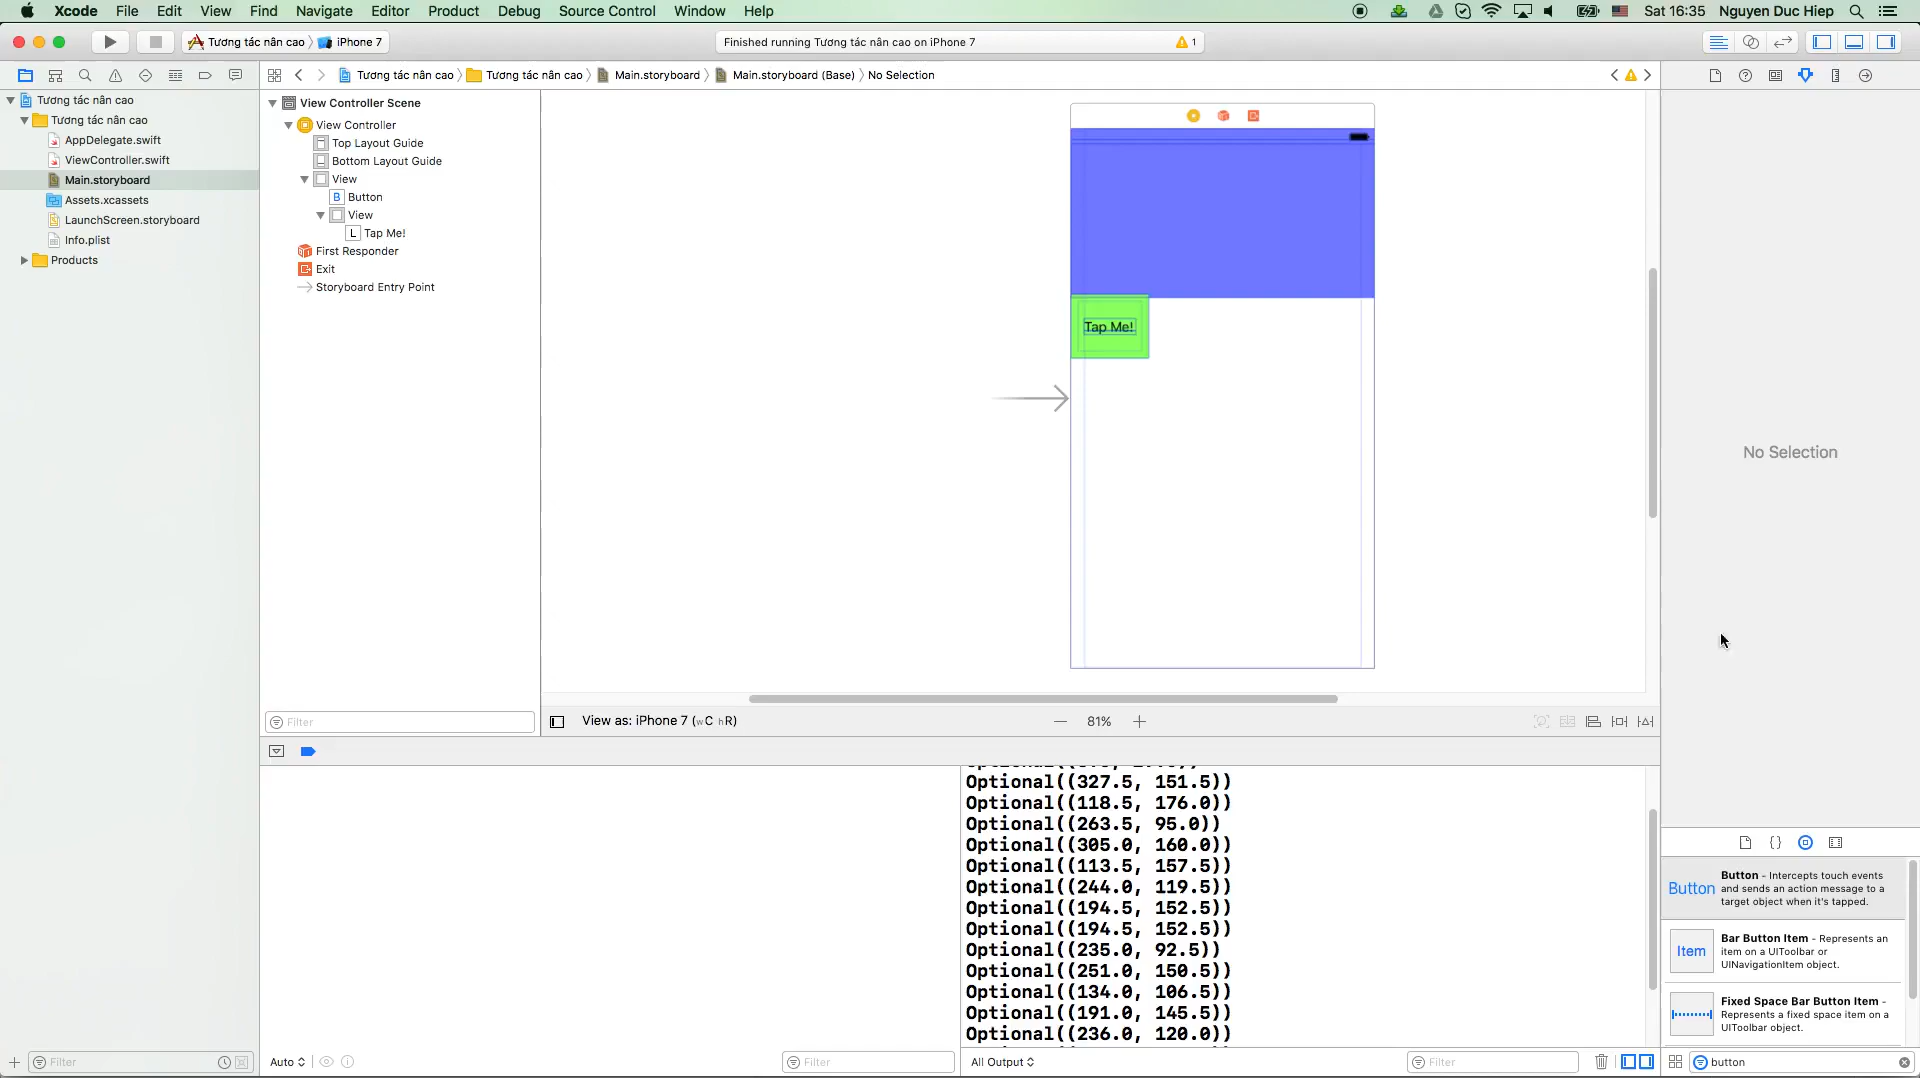 Xcode File Edit View Find Navigate Editor Product Debug Source Control Window Help Sat 16:35 Nguyen Duc Hiep
Tương tác nân cao iPhone 7 Finished running Tương tác nân cao on iPhone 7 1
Tương tác nân cao Tương tác nân cao Main.storyboard Main.storyboard (Base) No Selection
Tương tác nân cao
Tương tác nân cao
AppDelegate.swift
ViewController.swift
Main.storyboard
Assets.xcassets
LaunchScreen.storyboard
Info.plist
Products
View Controller Scene
View Controller
Top Layout Guide
Bottom Layout Guide
View
B Button
View
L Tap Me!
First Responder
Exit
Storyboard Entry Point
Tap Me!
No Selection
Filter
View as: iPhone 7 (wC hR)
81%
Optional((327.5, 151.5))
Optional((118.5, 176.0))
Optional((263.5, 95.0))
Optional((305.0, 160.0))
Optional((113.5, 157.5))
Optional((244.0, 119.5))
Optional((194.5, 152.5))
Optional((194.5, 152.5))
Optional((235.0, 92.5))
Optional((251.0, 150.5))
Optional((134.0, 106.5))
Optional((191.0, 145.5))
Optional((236.0, 120.0))
Button
Button - Intercepts touch events
and sends an action message to a
target object when it's tapped.
Item
Bar Button Item - Represents an
item on a UIToolbar or
UINavigationItem object.
Fixed Space Bar Button Item -
Represents a fixed space item on a
UIToolbar object.
Filter
Auto
Filter
All Output
Filter
button